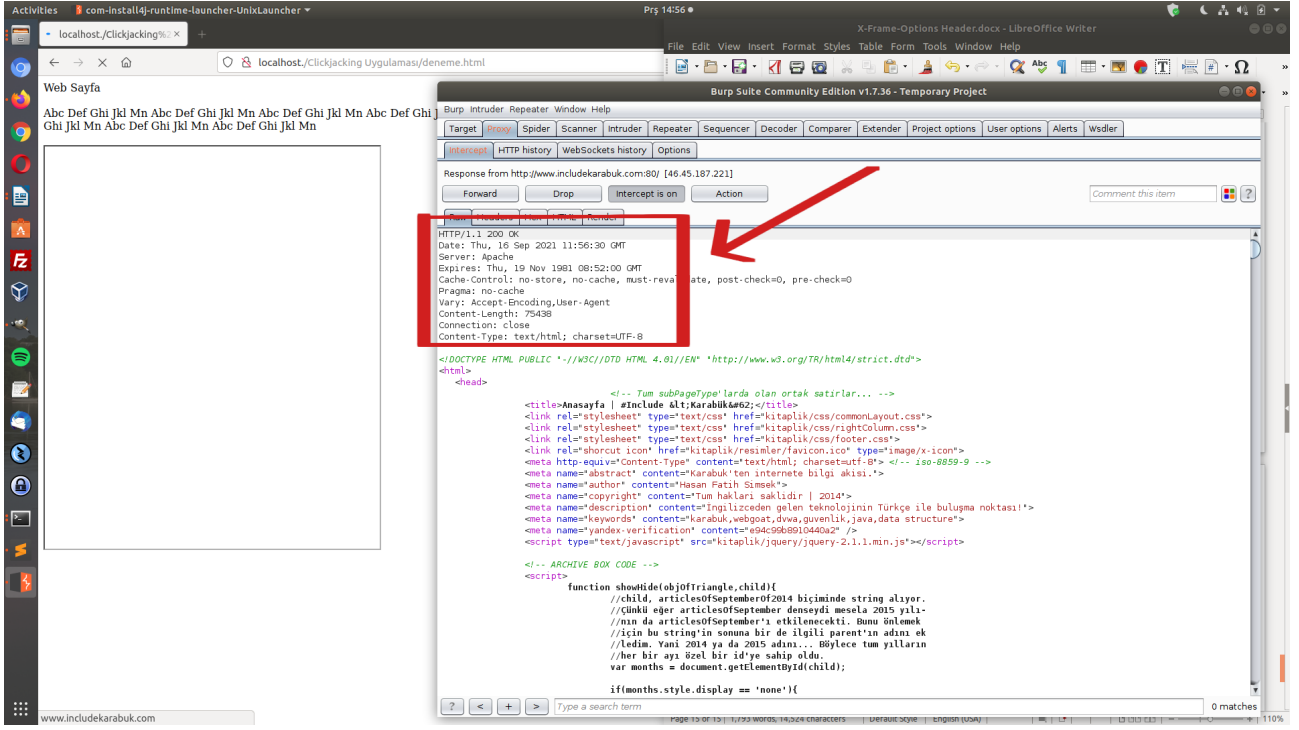 Activities com-install4j-runtime-launcher-UnixLauncher ▾ Prş 14:56 ●
localhost./Clickjacking%2 × +
X-Frame-Options Header.docx - LibreOffice Writer
File Edit View Insert Format Styles Table Form Tools Window Help
localhost./Clickjacking Uygulaması/deneme.html
Web Sayfa
Abc Def Ghi Jkl Mn Abc Def Ghi Jkl Mn Abc Def Ghi Jkl Mn Abc Def Ghi J
Ghi Jkl Mn Abc Def Ghi Jkl Mn Abc Def Ghi Jkl Mn
www.includekarabuk.com
Burp Suite Community Edition v1.7.36 - Temporary Project
Burp Intruder Repeater Window Help
Target Proxy Spider Scanner Intruder Repeater Sequencer Decoder Comparer Extender Project options User options Alerts Wsdler
Intercept HTTP history WebSockets history Options
Response from http://www.includekarabuk.com:80/ [46.45.187.221]
Forward Drop Intercept is on Action Comment this item ?
Raw Headers Hex HTML Render
HTTP/1.1 200 OK
Date: Thu, 16 Sep 2021 11:56:30 GMT
Server: Apache
Expires: Thu, 19 Nov 1981 08:52:00 GMT
Cache-Control: no-store, no-cache, must-revalidate, post-check=0, pre-check=0
Pragma: no-cache
Vary: Accept-Encoding,User-Agent
Content-Length: 75438
Connection: close
Content-Type: text/html; charset=UTF-8
<!DOCTYPE HTML PUBLIC "-//W3C//DTD HTML 4.01//EN" "http://www.w3.org/TR/html4/strict.dtd">
<html>
<head>
<!-- Tum subPageType'larda olan ortak satirlar... -->
<title>Anasayfa | #Include &lt;Karabük&#62;</title>
<link rel="stylesheet" type="text/css" href="kitaplik/css/commonLayout.css">
<link rel="stylesheet" type="text/css" href="kitaplik/css/rightColumn.css">
<link rel="stylesheet" type="text/css" href="kitaplik/css/footer.css">
<link rel="shorcut icon" href="kitaplik/resimler/favicon.ico" type="image/x-icon">
<meta http-equiv="Content-Type" content="text/html; charset=utf-8"> <!-- iso-8859-9 -->
<meta name="abstract" content="Karabuk'ten internete bilgi akisi.">
<meta name="author" content="Hasan Fatih Simsek">
<meta name="copyright" content="Tum haklari saklidir | 2014">
<meta name="description" content="İngilizceden gelen teknolojinin Türkçe ile buluşma noktası!">
<meta name="keywords" content="karabuk,webgoat,dvwa,guvenlik,java,data structure">
<meta name="yandex-verification" content="e94c99b8910440a2" />
<script type="text/javascript" src="kitaplik/jquery/jquery-2.1.1.min.js"></script>
<!-- ARCHIVE BOX CODE -->
<script>
function showHide(objOfTriangle,child){
//child, articlesOfSeptemberOf2014 biçiminde string alıyor.
//Çünkü eğer articlesOfSeptember denseydi mesela 2015 yılı-
//nın da articlesOfSeptember'ı etkilenecekti. Bunu önlemek
//için bu string'in sonuna bir de ilgili parent'ın adını ek
//ledim. Yani 2014 ya da 2015 adını... Böylece tum yılların
//her bir ayı özel bir id'ye sahip oldu.
var months = document.getElementById(child);
if(months.style.display == 'none'){
? < + > Type a search term 0 matches
Page 15 of 15 1,793 words, 14,524 characters Default Style English (USA) 110%